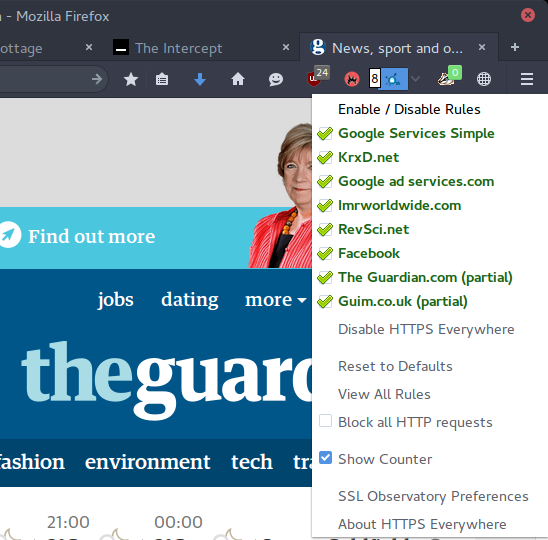 - Mozilla Firefox
ottage
The Intercept
News, sport and o...
24
8
0
Enable / Disable Rules
Google Services Simple
KrxD.net
Google ad services.com
Imrworldwide.com
RevSci.net
Facebook
The Guardian.com (partial)
Guim.co.uk (partial)
Disable HTTPS Everywhere
Reset to Defaults
View All Rules
Block all HTTP requests
Show Counter
SSL Observatory Preferences
About HTTPS Everywhere
Find out more
jobs dating more
theguar
fashion environment tech tra
21:00 00:00